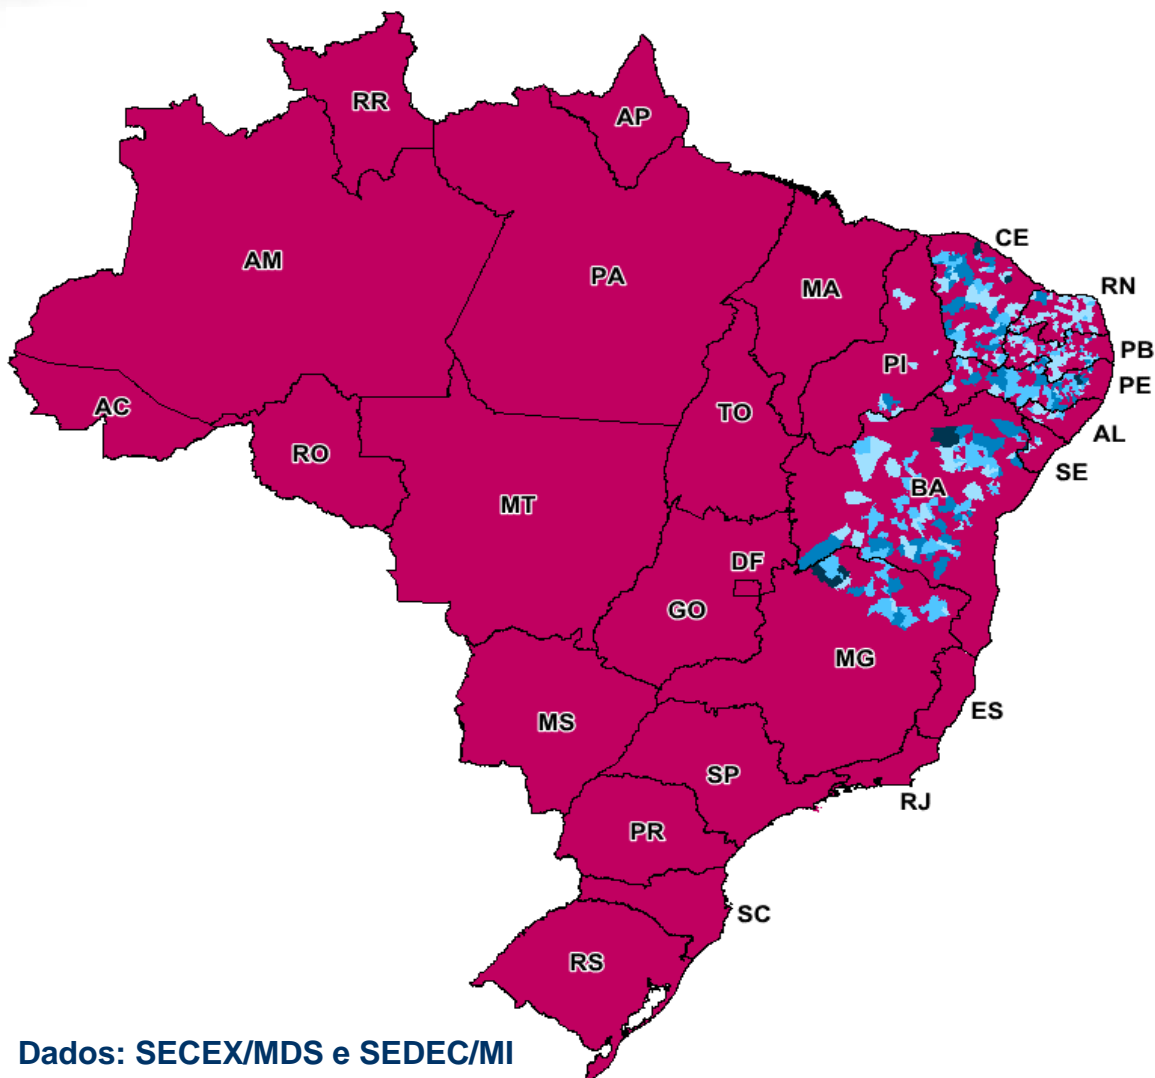 RR
AP
CE
AM
PA
MA
RN
PB
PI
PE
AC
TO
AL
RO
SE
BA
MT
DF
GO
MG
ES
MS
SP
RJ
PR
SC
RS
Dados: SECEX/MDS e SEDEC/MI